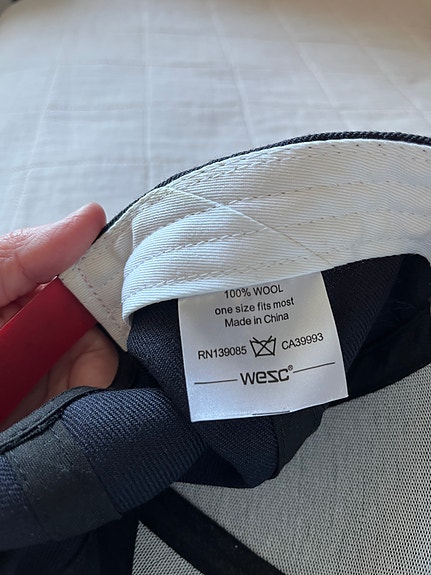 100% WOOL
one size fits most
Made in China
RN139085 CA39993
wesc®